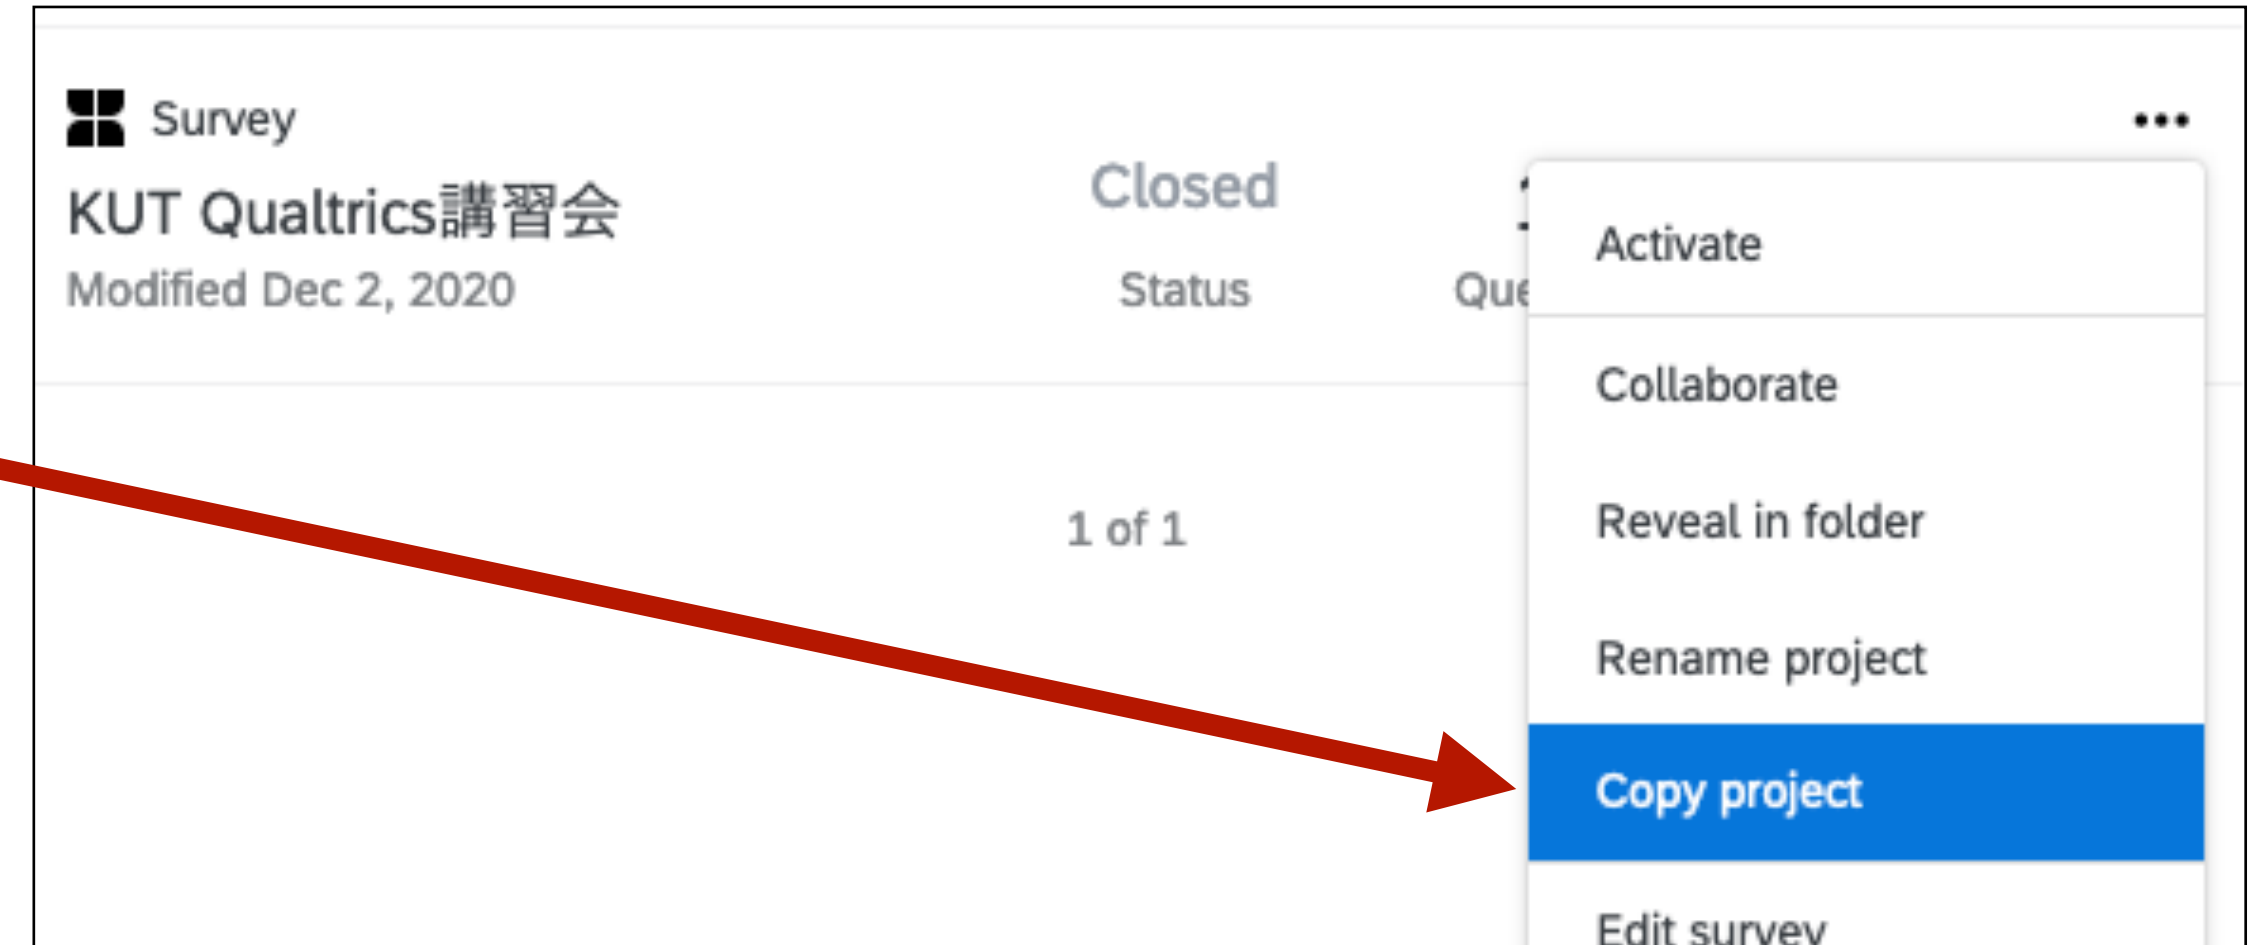 Survey
KUT Qualtrics講習会
Modified Dec 2, 2020
Closed
Status
Activate
Collaborate
Reveal in folder
Rename project
Copy project
Edit survey
1 of 1